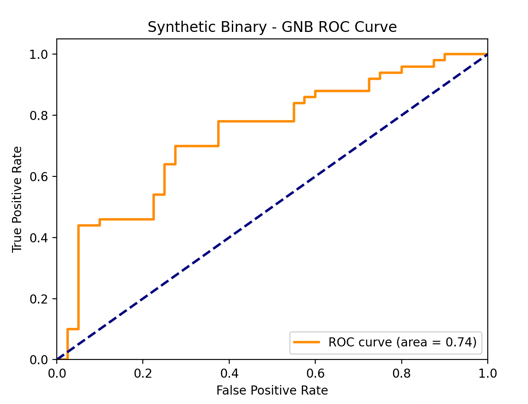 Synthetic Binary - GNB ROC Curve
True Positive Rate
1.0
0.8
0.6
0.4
0.2
0.0
0.0 0.2 0.4 0.6 0.8 1.0
False Positive Rate
ROC curve (area = 0.74)